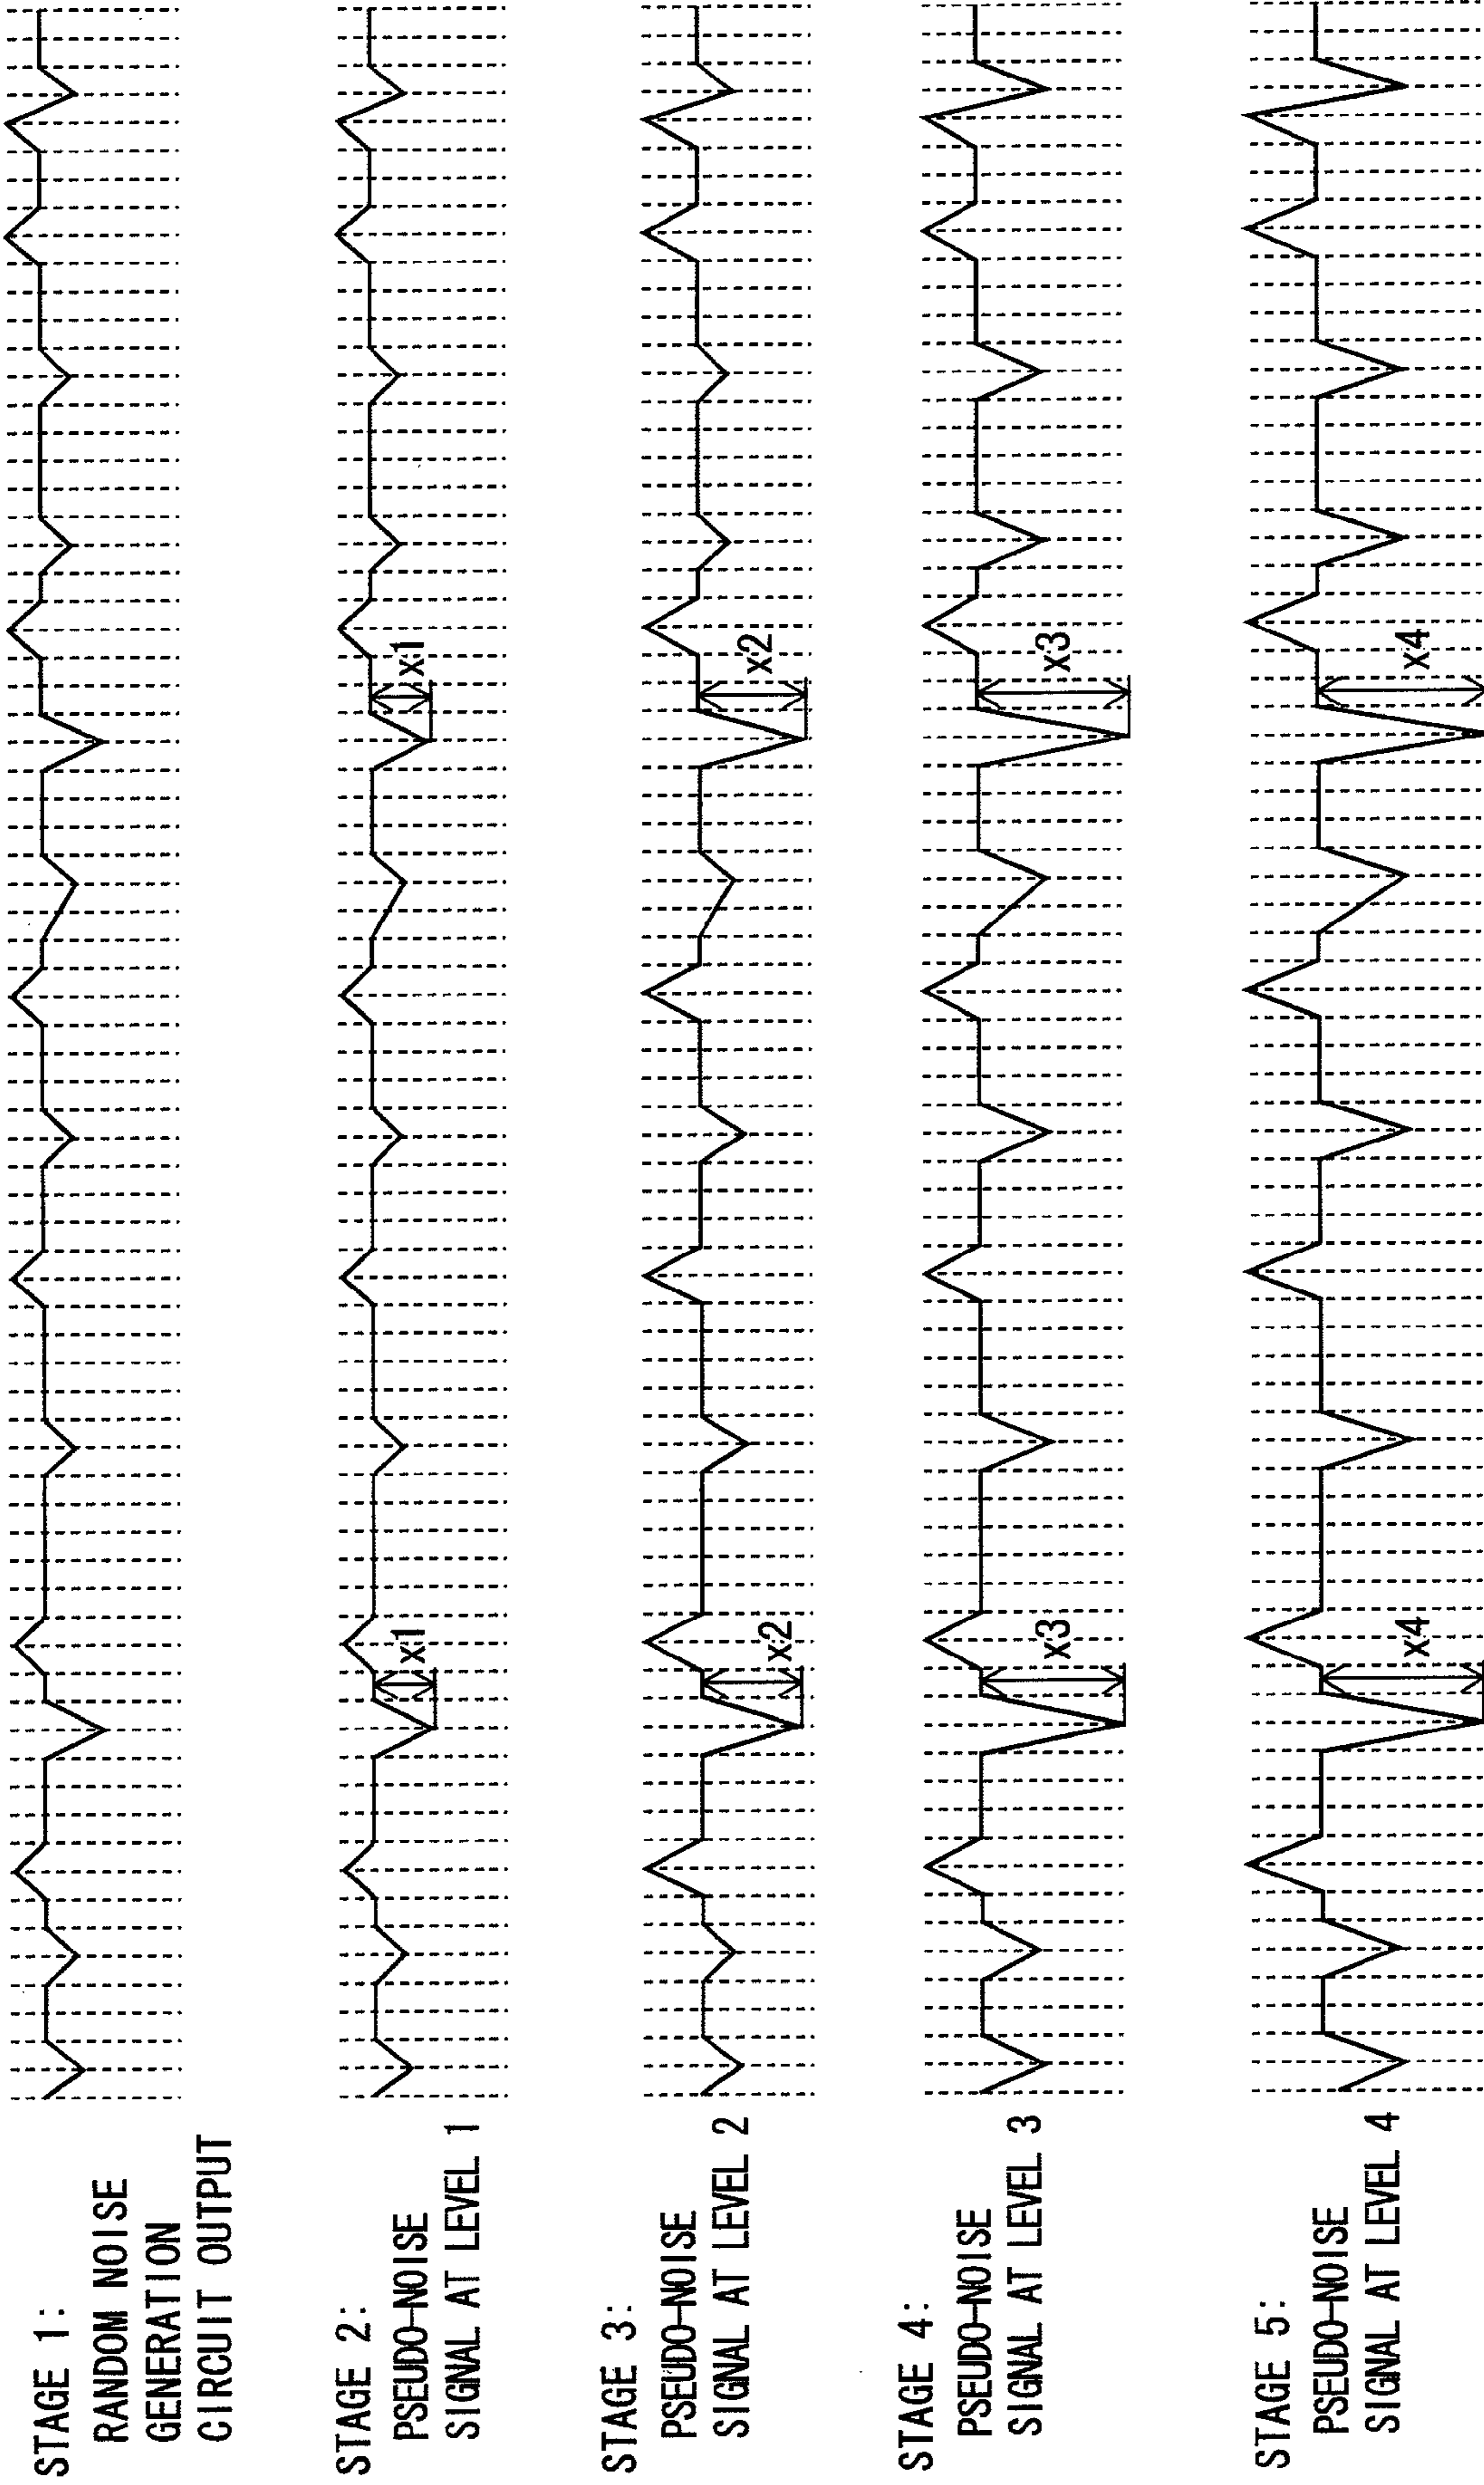 STAGE 1:
RANDOM NOISE
GENERATION
CIRCUIT OUTPUT
STAGE 2:
PSEUDO-NOISE
SIGNAL AT LEVEL 1
x1
x1
STAGE 3:
PSEUDO-NOISE
SIGNAL AT LEVEL 2
x2
x2
STAGE 4:
PSEUDO-NOISE
SIGNAL AT LEVEL 3
x3
x3
STAGE 5:
PSEUDO-NOISE
SIGNAL AT LEVEL 4
x4
x4